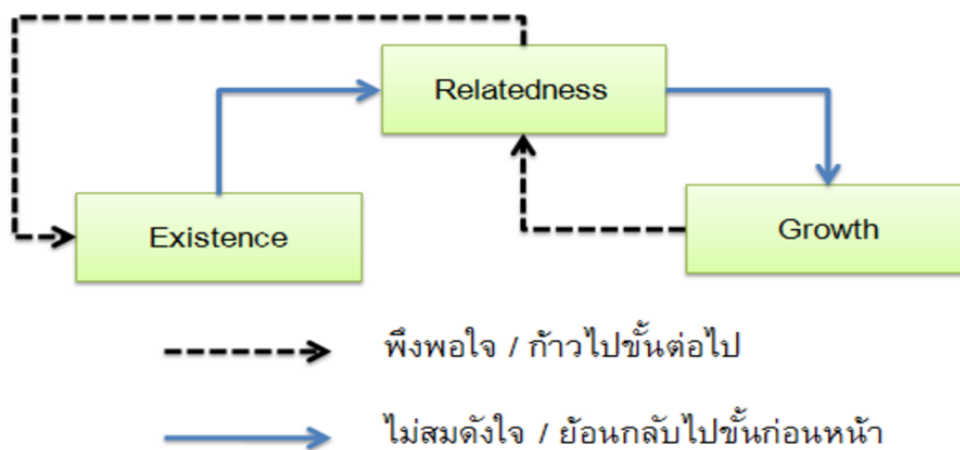 Relatedness
Existence
Growth
พึงพอใจ / ก้าวไปขั้นต่อไป
ไม่สมดังใจ / ย้อนกลับไปขั้นก่อนหน้า